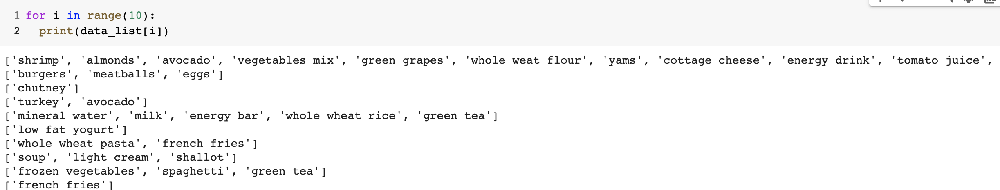 1 for i in range(10):
2   print(data_list[i])
['shrimp', 'almonds', 'avocado', 'vegetables mix', 'green grapes', 'whole weat flour', 'yams', 'cottage cheese', 'energy drink', 'tomato juice',
['burgers', 'meatballs', 'eggs']
['chutney']
['turkey', 'avocado']
['mineral water', 'milk', 'energy bar', 'whole wheat rice', 'green tea']
['low fat yogurt']
['whole wheat pasta', 'french fries']
['soup', 'light cream', 'shallot']
['frozen vegetables', 'spaghetti', 'green tea']
['french fries']